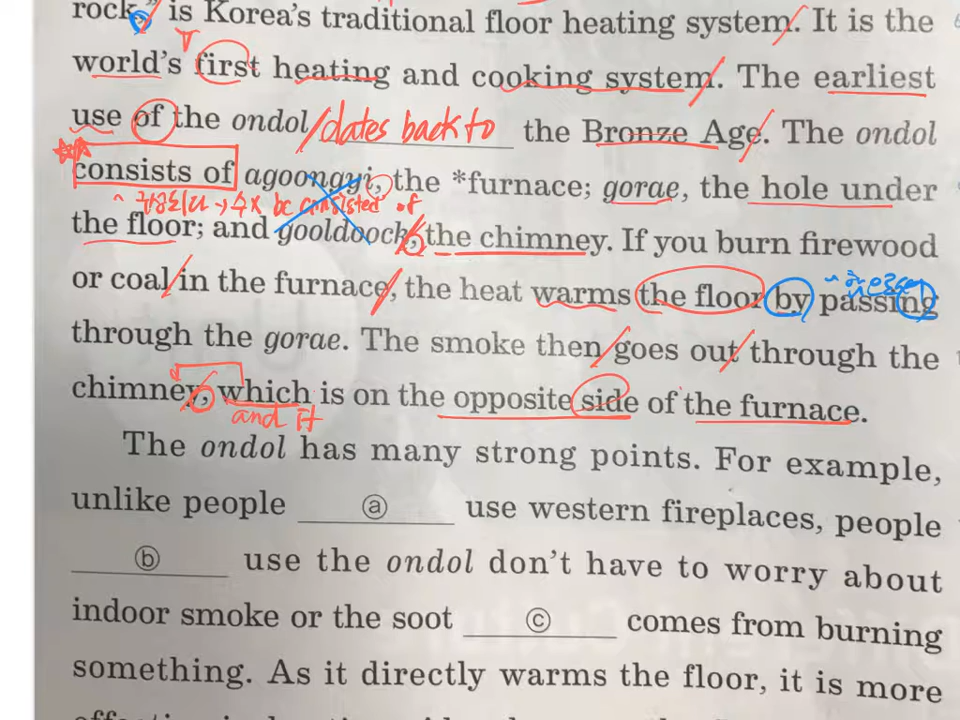 rock," is Korea's traditional floor heating system. It is the
world's first heating and cooking system. The earliest
use of the ondol dates back to the Bronze Age. The ondol
consists of agoongyi, the *furnace; gorae, the hole under
be consisted of
the floor; and gooldoock, the chimney. If you burn firewood
or coal in the furnace, the heat warms the floor by passing
through the gorae. The smoke then goes out through the
chimney, which is on the opposite side of the furnace.
and it
The ondol has many strong points. For example,
unlike people ⓐ use western fireplaces, people
ⓑ use the ondol don't have to worry about
indoor smoke or the soot ⓒ comes from burning
something. As it directly warms the floor, it is more